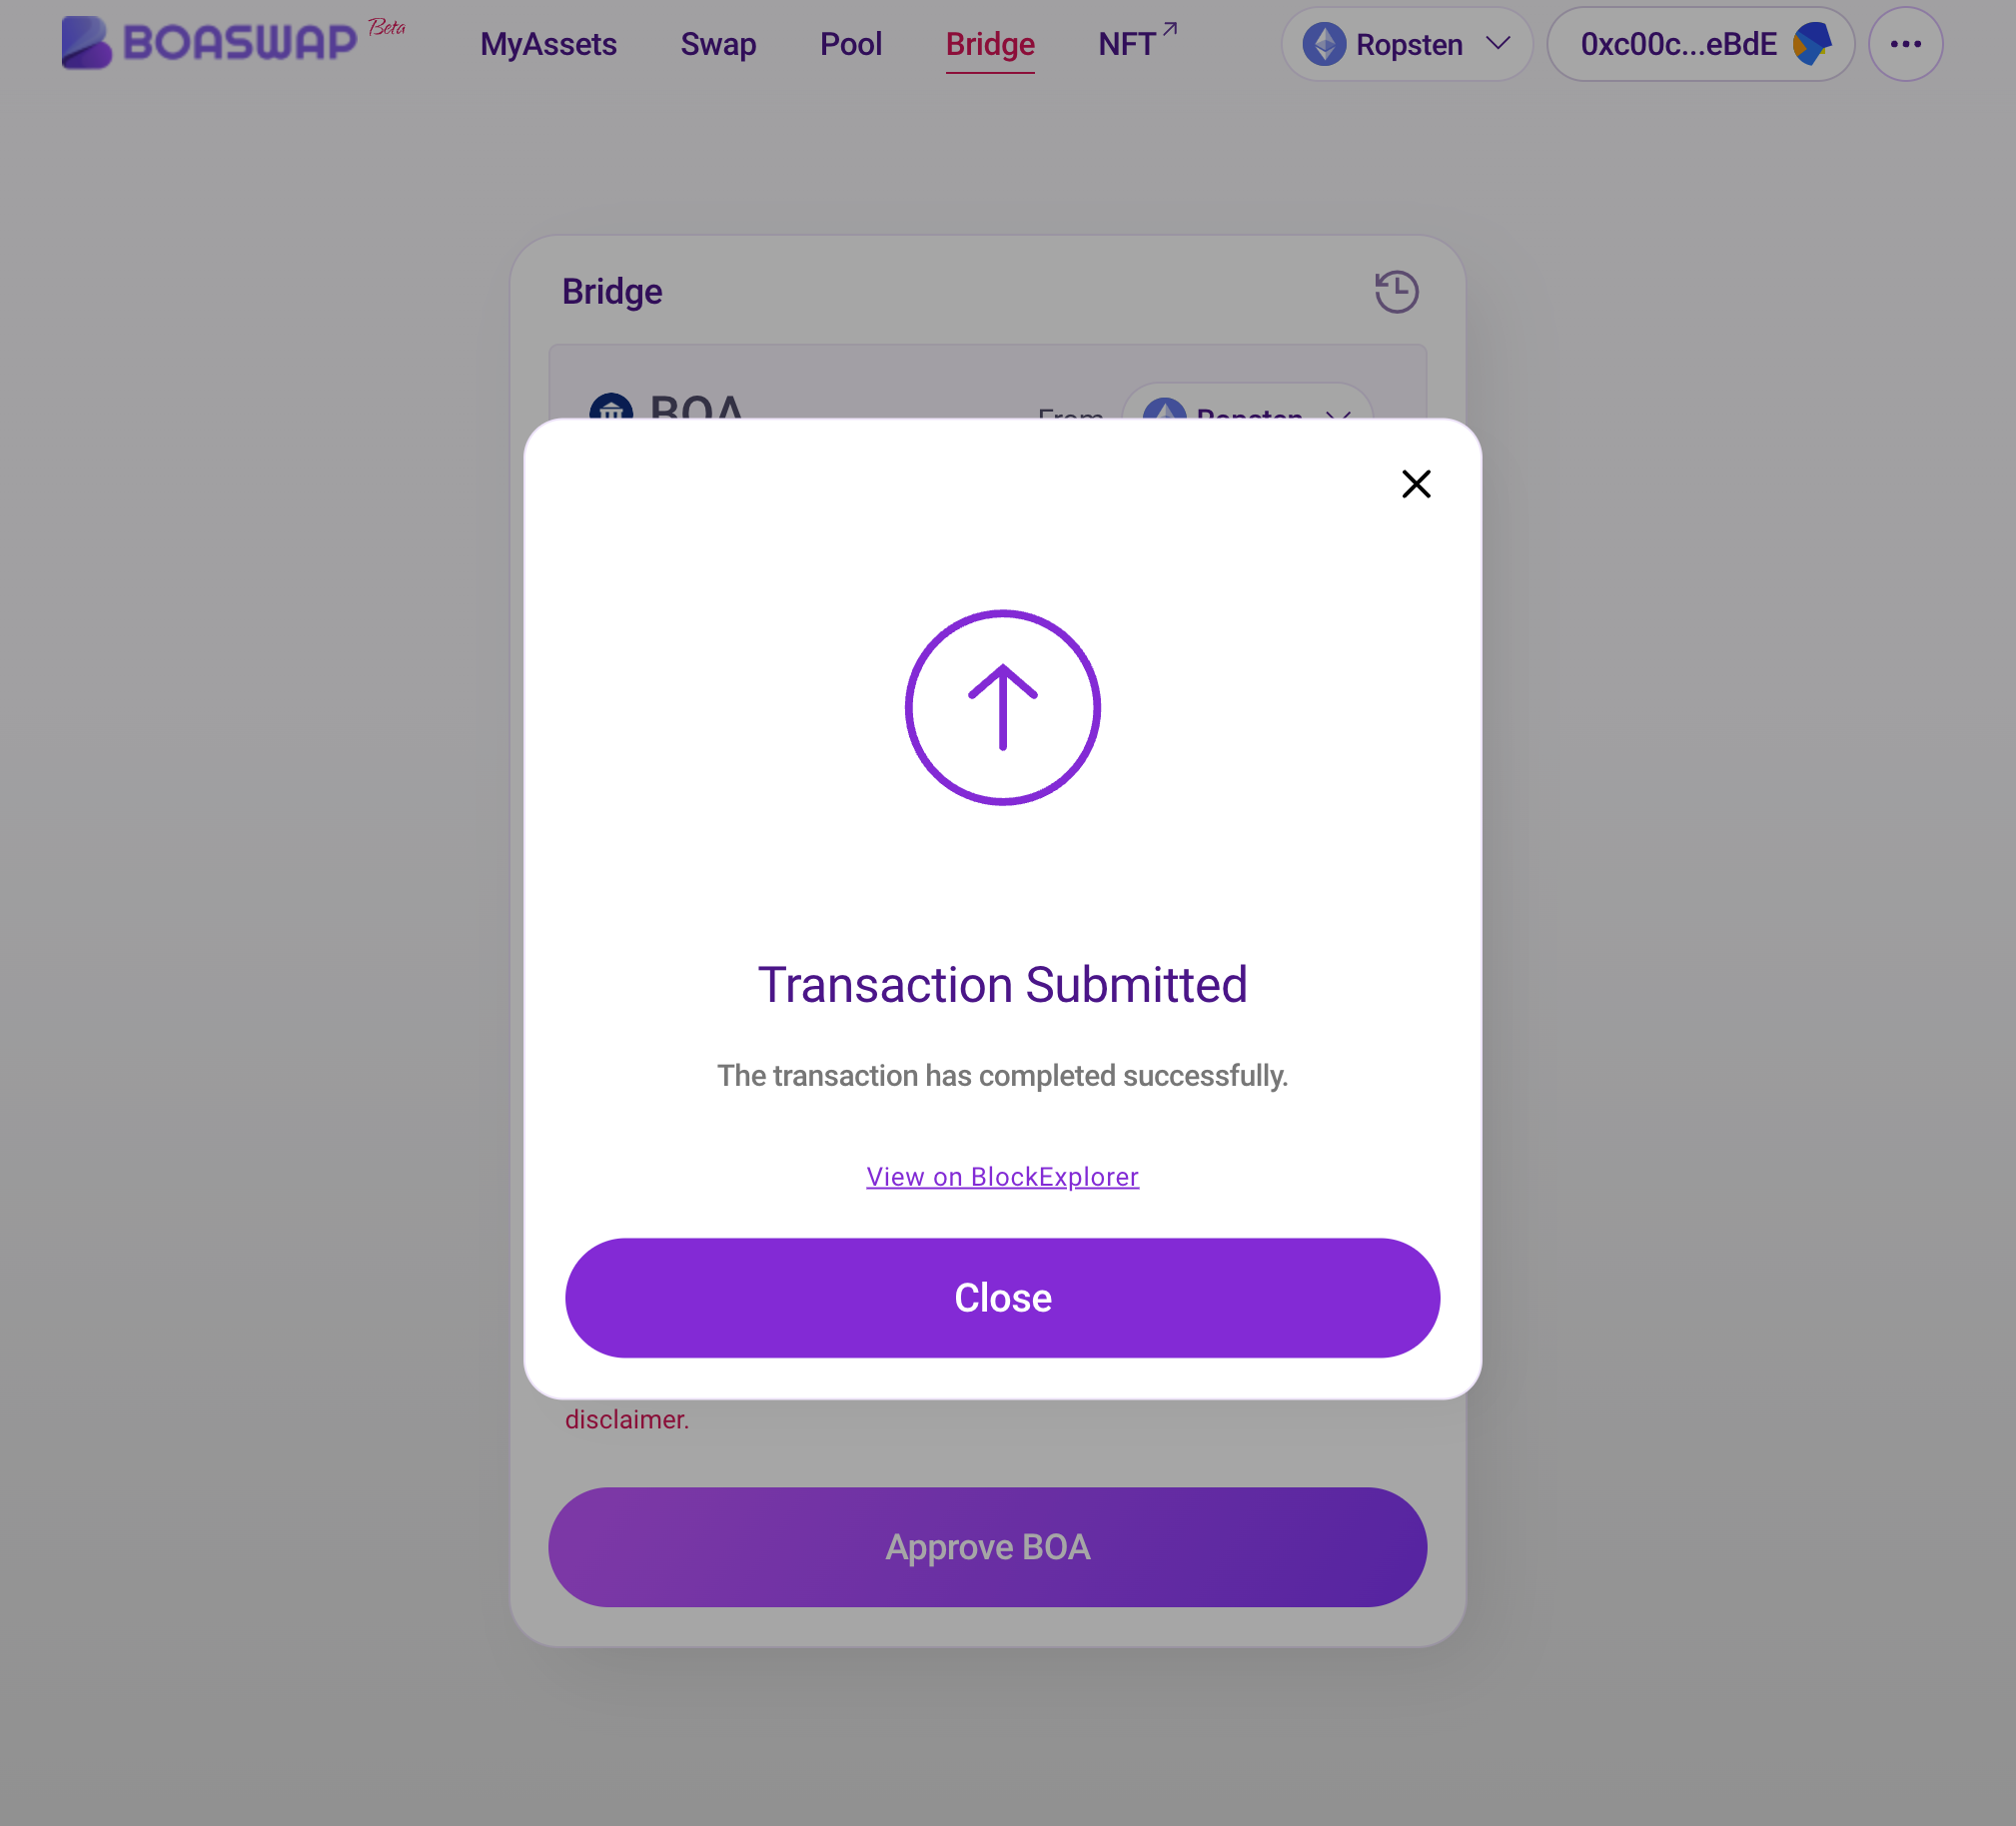 BOASWAP Beta
MyAssets Swap Pool Bridge NFT Ropsten 0xc00c...eBdE
Bridge
BOA From Ropsten
Transaction Submitted
The transaction has completed successfully.
View on BlockExplorer
Close
disclaimer.
Approve BOA